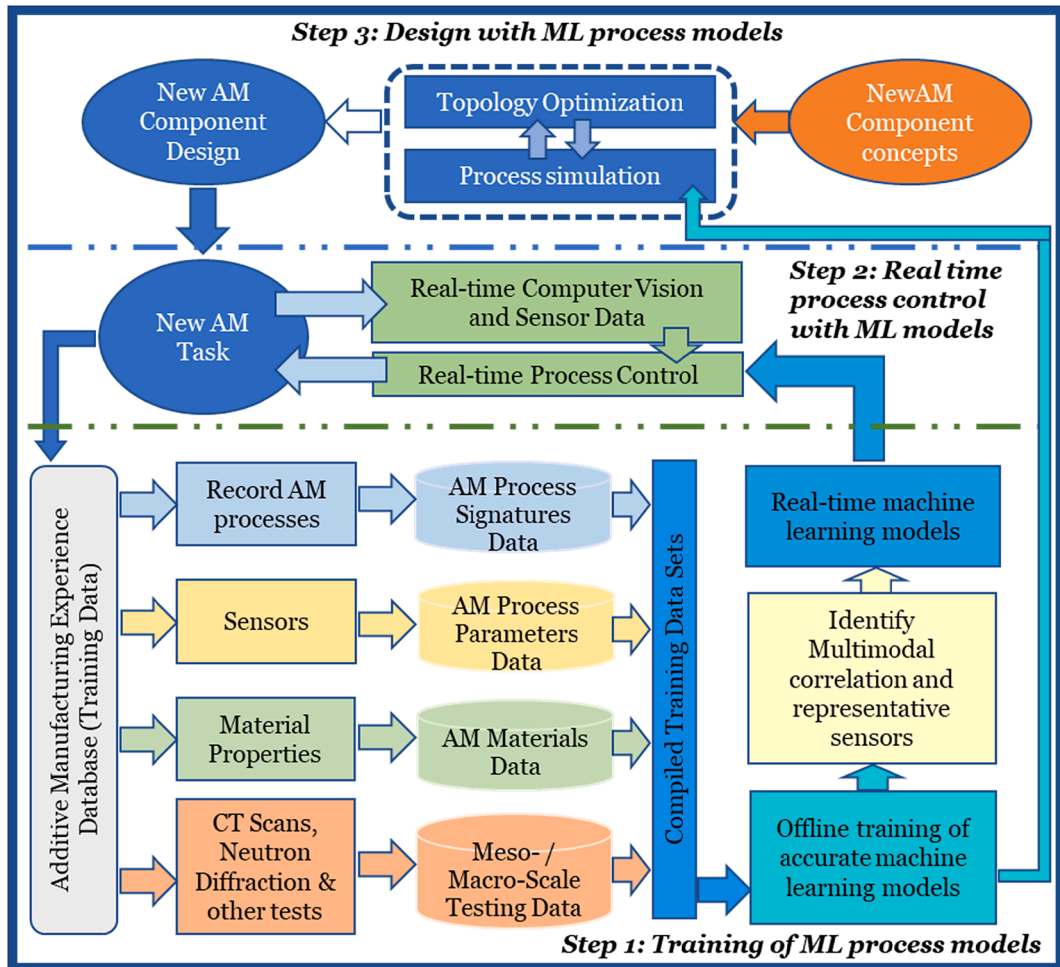 Step 3: Design with ML process models
New AM
Component
Design
Topology Optimization
Process simulation
NewAM
Component
concepts
Step 2: Real time
process control
with ML models
New AM
Task
Real-time Computer Vision
and Sensor Data
Real-time Process Control
Additive Manufacturing Experience
Database (Training Data)
Record AM
processes
AM Process
Signatures
Data
Sensors
AM Process
Parameters
Data
Material
Properties
AM Materials
Data
CT Scans,
Neutron
Diffraction &
other tests
Meso- /
Macro-Scale
Testing Data
Compiled Training Data Sets
Real-time machine
learning models
Identify
Multimodal
correlation and
representative
sensors
Offline training of
accurate machine
learning models
Step 1: Training of ML process models